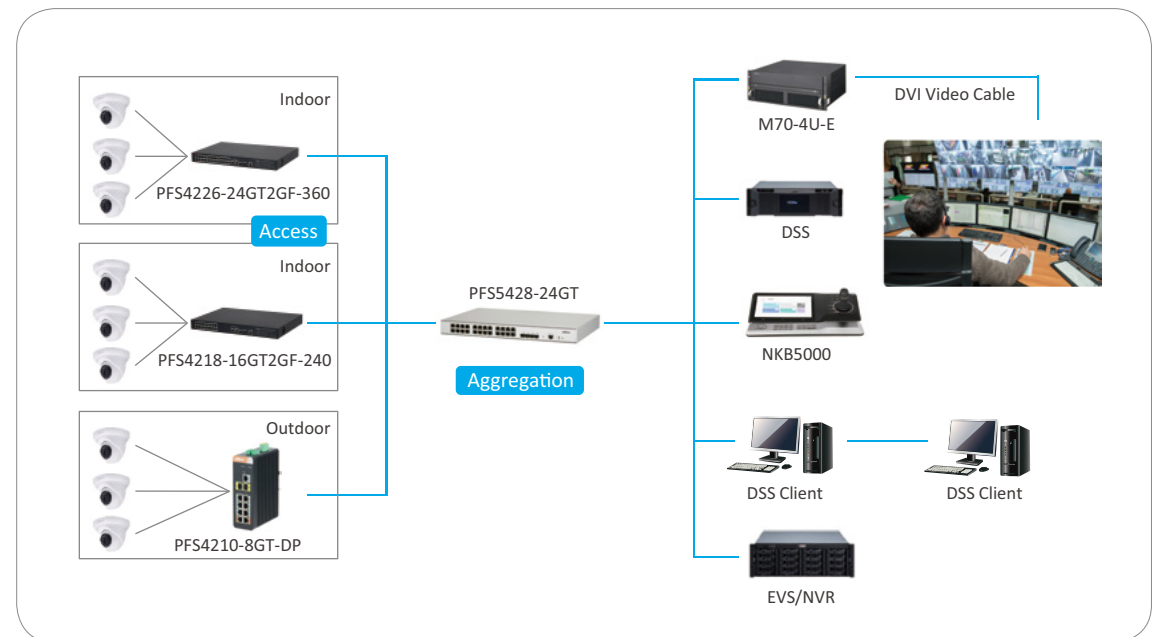 Indoor
PFS4226-24GT2GF-360
Access
Indoor
PFS4218-16GT2GF-240
Outdoor
PFS4210-8GT-DP
PFS5428-24GT
Aggregation
M70-4U-E
DVI Video Cable
DSS
NKB5000
DSS Client
DSS Client
EVS/NVR